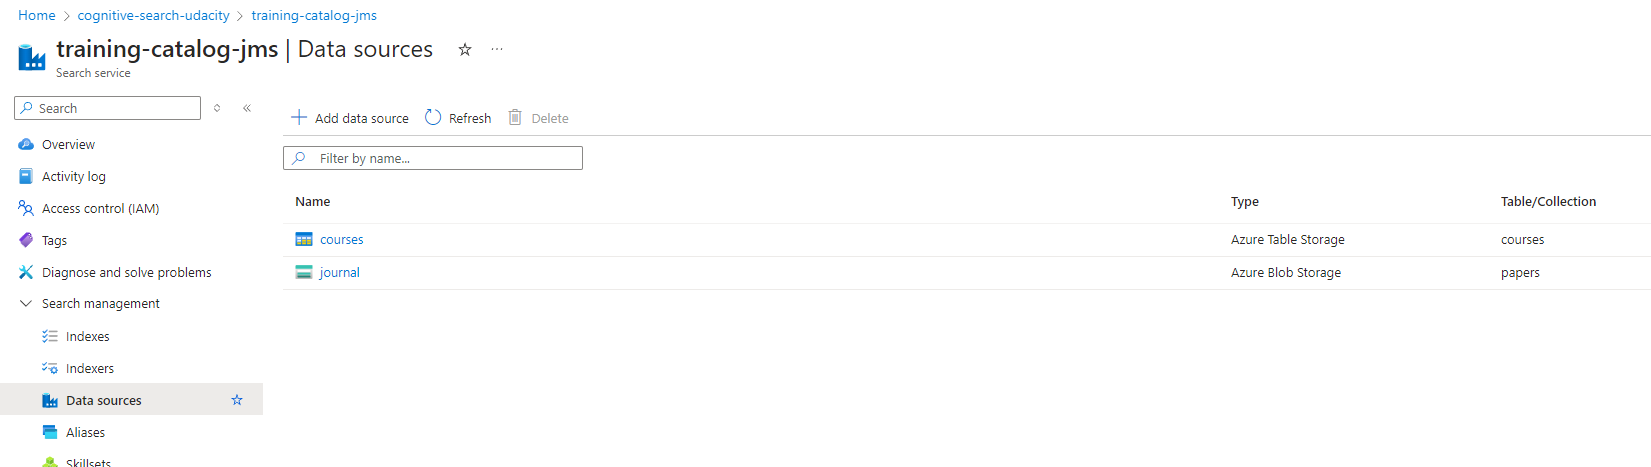 Home > cognitive-search-udacity > training-catalog-jms
training-catalog-jms | Data sources
Search service
Search
Add data source Refresh Delete
Filter by name...
Overview
Activity log
Access control (IAM)
Tags
Diagnose and solve problems
Search management
Indexes
Indexers
Data sources
Aliases
Skillsets
Name Type Table/Collection
courses Azure Table Storage courses
journal Azure Blob Storage papers